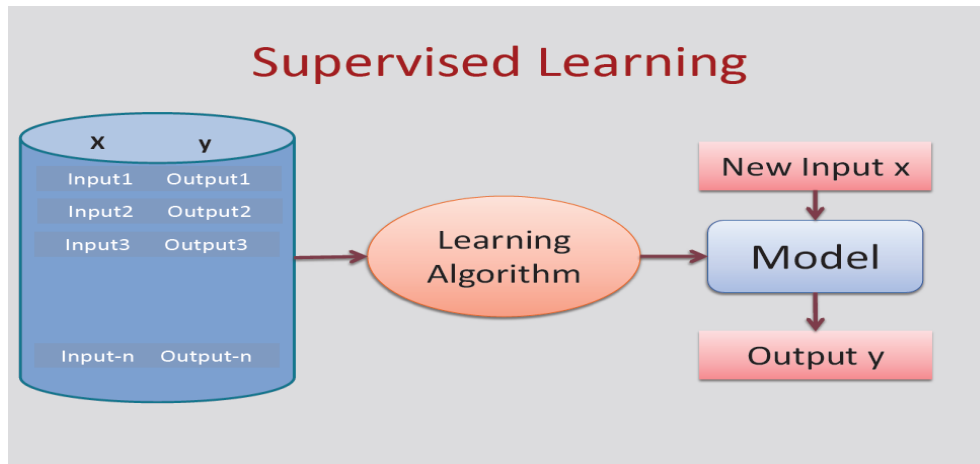 Supervised Learning
X y
Input1 Output1
Input2 Output2
Input3 Output3
Input-n Output-n
Learning
Algorithm
New Input x
Model
Output y